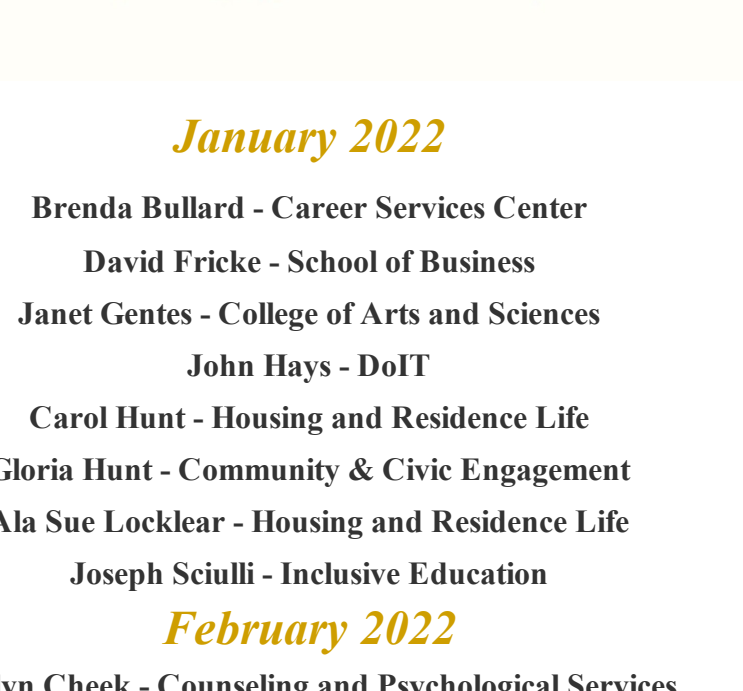 January 2022
Brenda Bullard - Career Services Center
David Fricke - School of Business
Janet Gentes - College of Arts and Sciences
John Hays - DoIT
Carol Hunt - Housing and Residence Life
Gloria Hunt - Community & Civic Engagement
Ala Sue Locklear - Housing and Residence Life
Joseph Sciulli - Inclusive Education
February 2022
Cheek - Counseling and Psychological Services